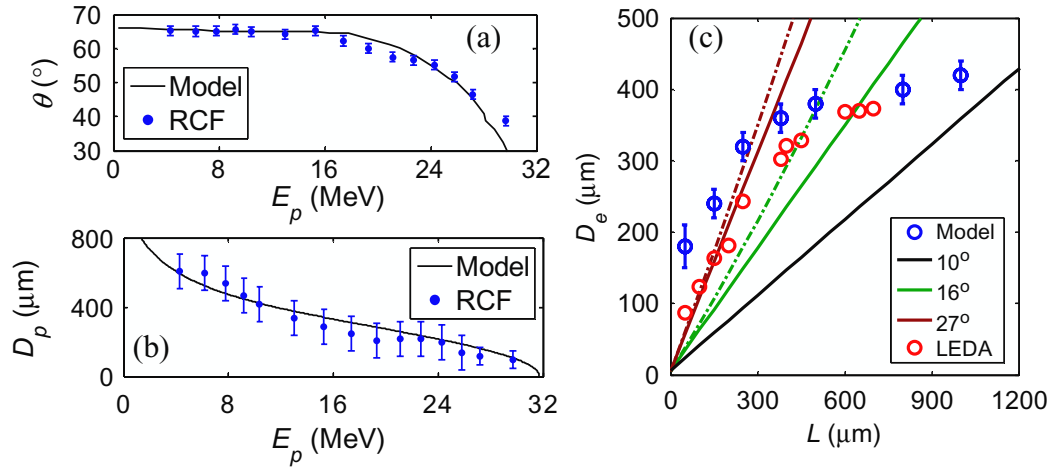 (a)
θ (°)
60
50
40
30
0
8
16
24
32
70
Model
RCF
E_p (MeV)
(b)
D_p (μm)
800
400
0
0
8
16
24
32
Model
RCF
E_p (MeV)
(c)
D_e (μm)
500
400
300
200
100
0
0
300
600
900
1200
Model
10°
16°
27°
LEDA
L (μm)